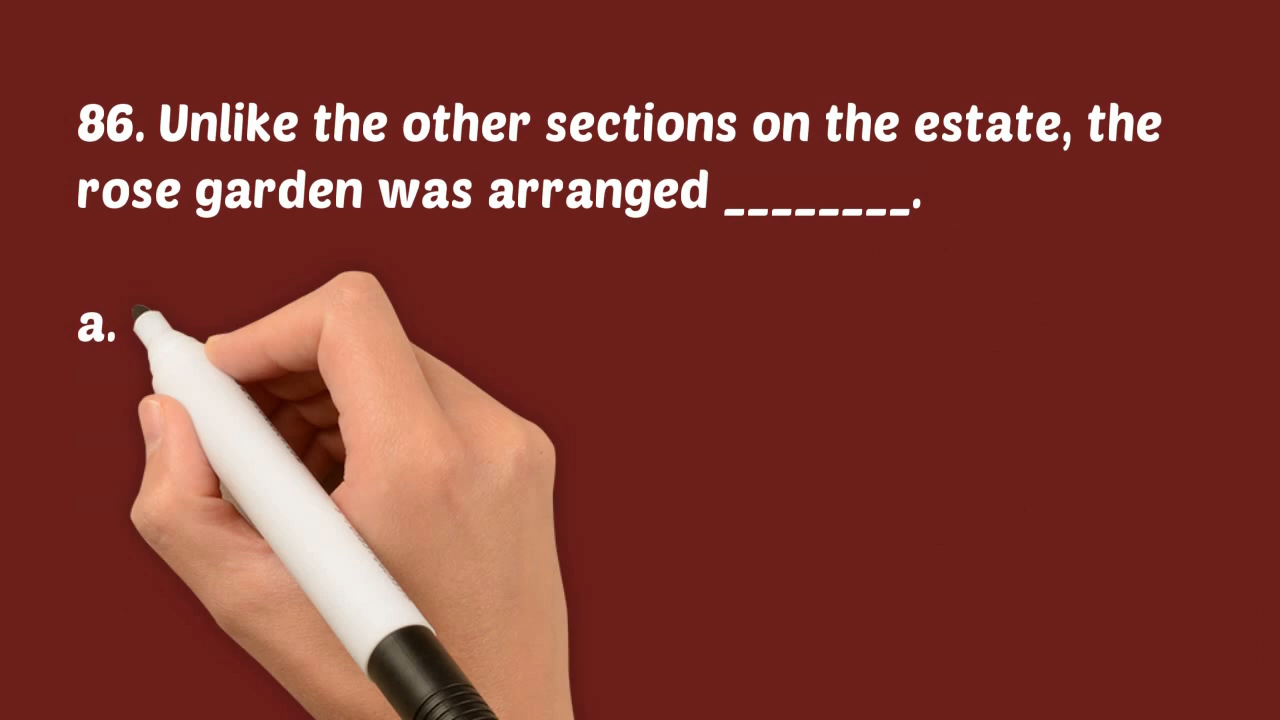 86. Unlike the other sections on the estate, the
rose garden was arranged ________.
a.